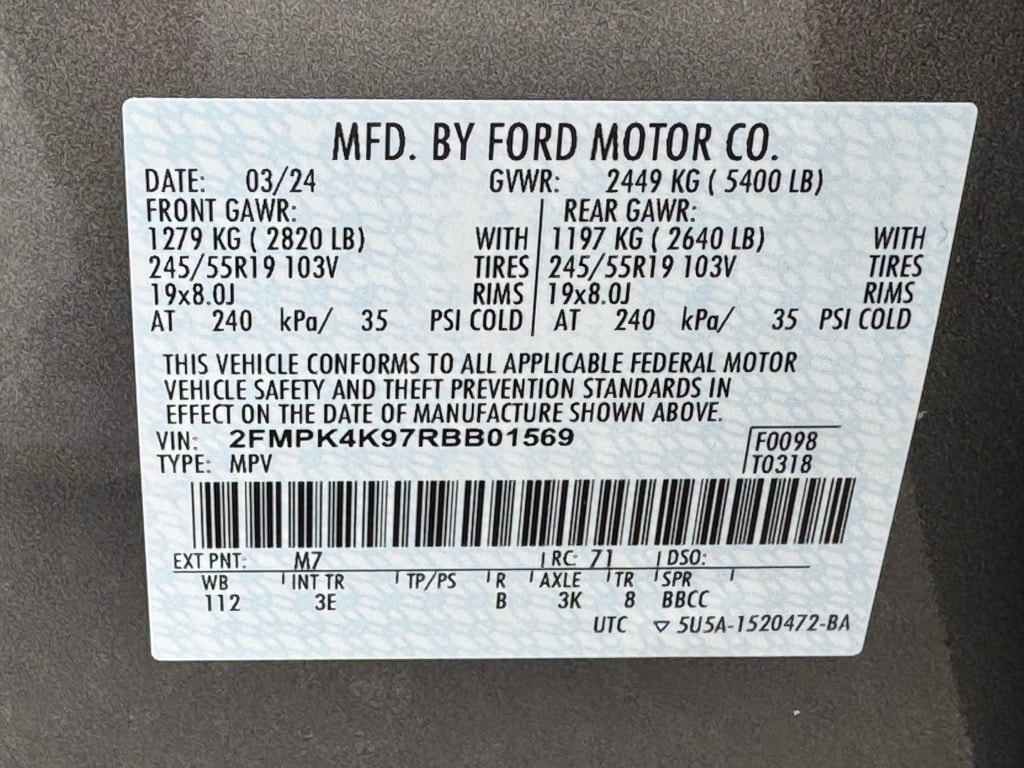 MFD. BY FORD MOTOR CO.
DATE: 03/24 GVWR: 2449 KG ( 5400 LB)
FRONT GAWR: REAR GAWR:
1279 KG ( 2820 LB) WITH 1197 KG ( 2640 LB) WITH
245/55R19 103V TIRES 245/55R19 103V TIRES
19x8.0J RIMS 19x8.0J RIMS
AT 240 kPa/ 35 PSI COLD AT 240 kPa/ 35 PSI COLD
THIS VEHICLE CONFORMS TO ALL APPLICABLE FEDERAL MOTOR
VEHICLE SAFETY AND THEFT PREVENTION STANDARDS IN
EFFECT ON THE DATE OF MANUFACTURE SHOWN ABOVE.
VIN: 2FMPK4K97RBB01569 F0098
TYPE: MPV T0318
EXT PNT: M7 RC: 71 DSO:
WB INT TR TP/PS R AXLE TR SPR
112 3E B 3K 8 BBCC
UTC ▽ 5U5A-1520472-BA